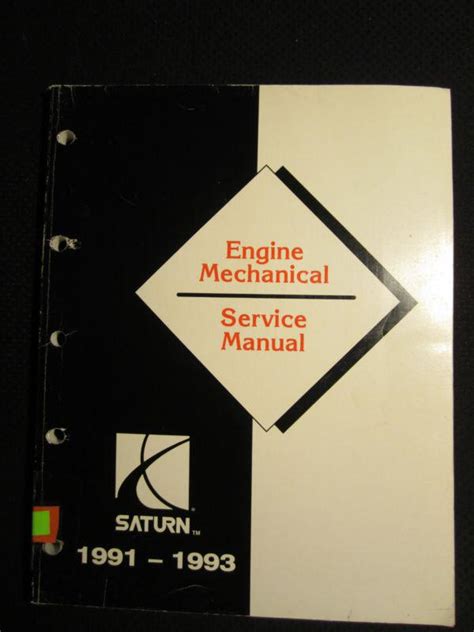 Engine
Mechanical
Service
Manual
SATURN™
1991 – 1993